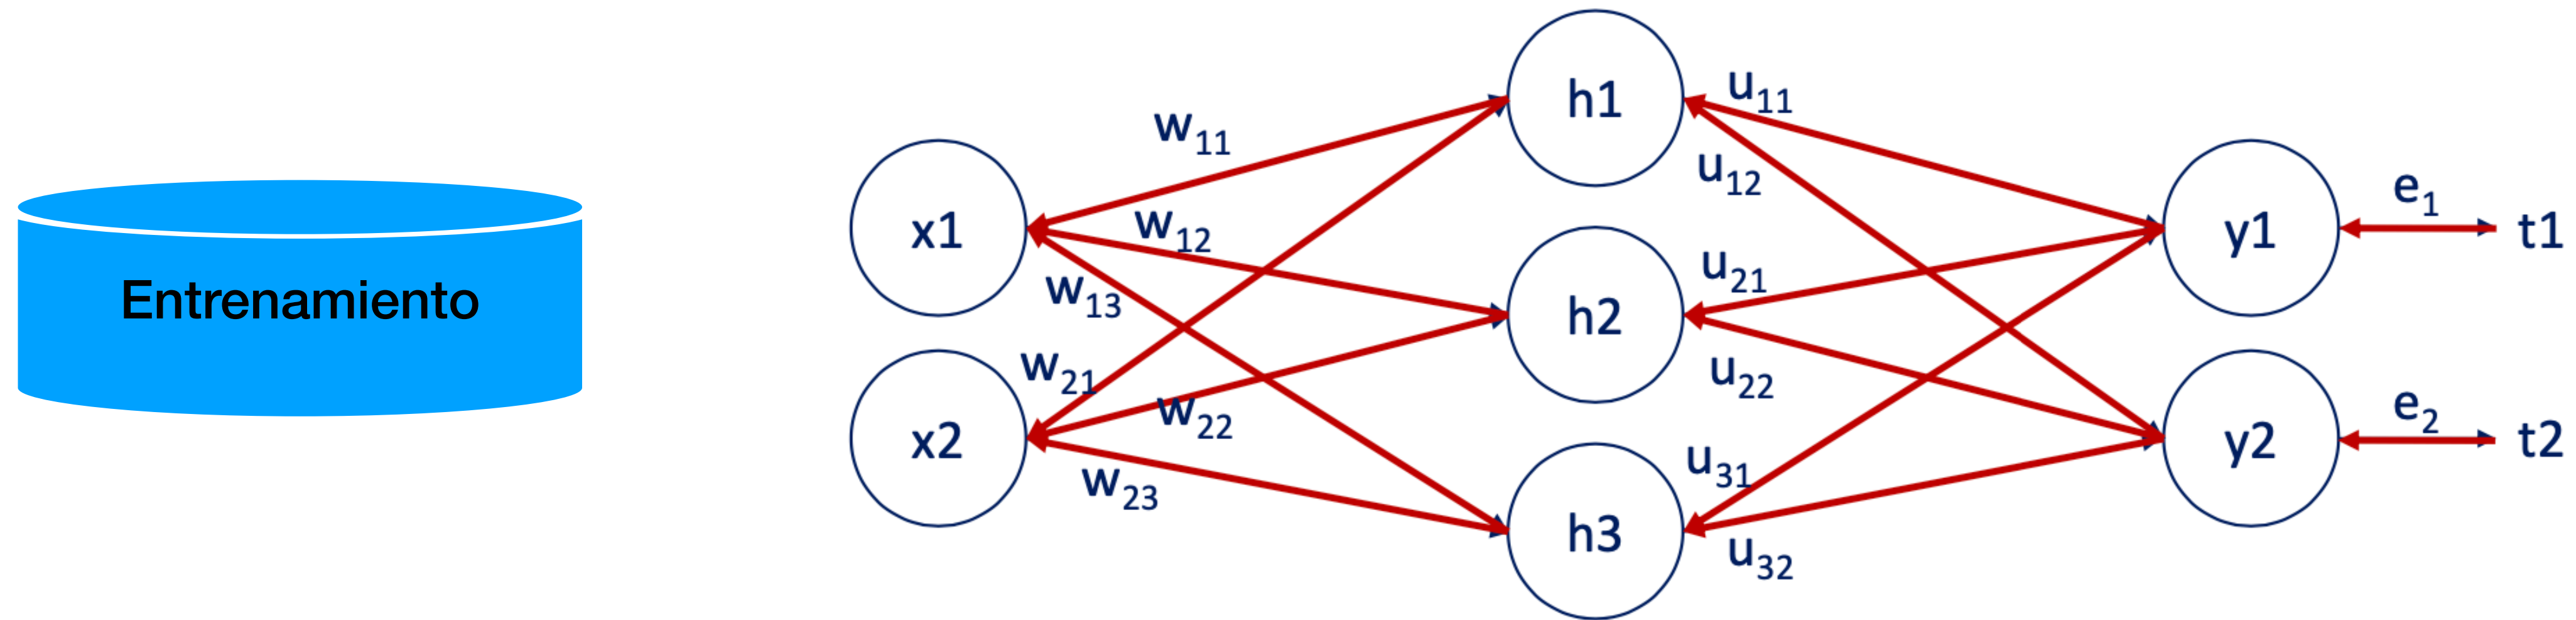 Entrenamiento
x1
x2
w11
w12
w13
w21
w22
w23
h1
h2
h3
u11
u12
u21
u22
u31
u32
y1
y2
e1
t1
e2
t2